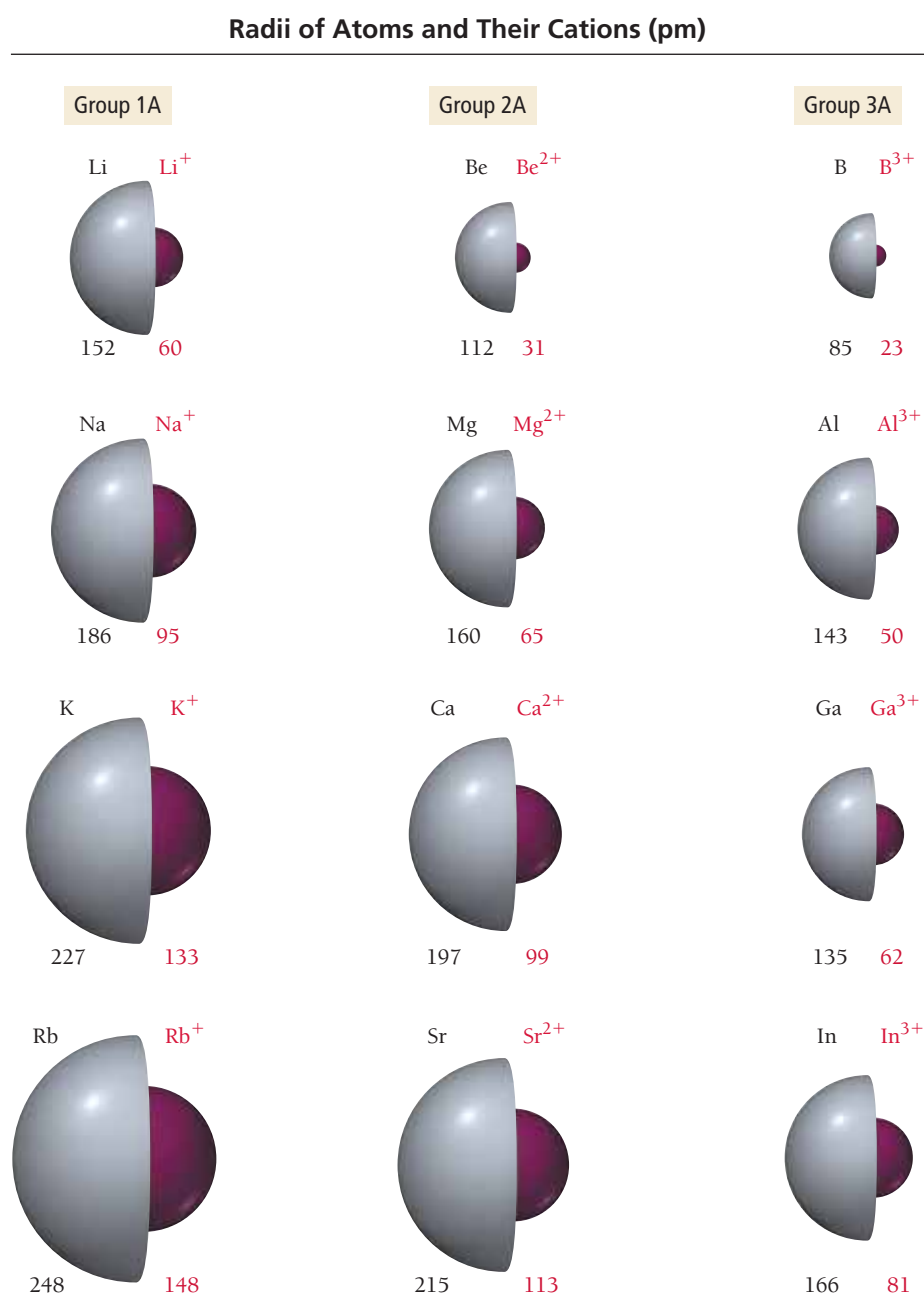 Radii of Atoms and Their Cations (pm)
Group 1A Group 2A Group 3A
Li Li⁺ Be Be²⁺ B B³⁺
152 60 112 31 85 23
Na Na⁺ Mg Mg²⁺ Al Al³⁺
186 95 160 65 143 50
K K⁺ Ca Ca²⁺ Ga Ga³⁺
227 133 197 99 135 62
Rb Rb⁺ Sr Sr²⁺ In In³⁺
248 148 215 113 166 81